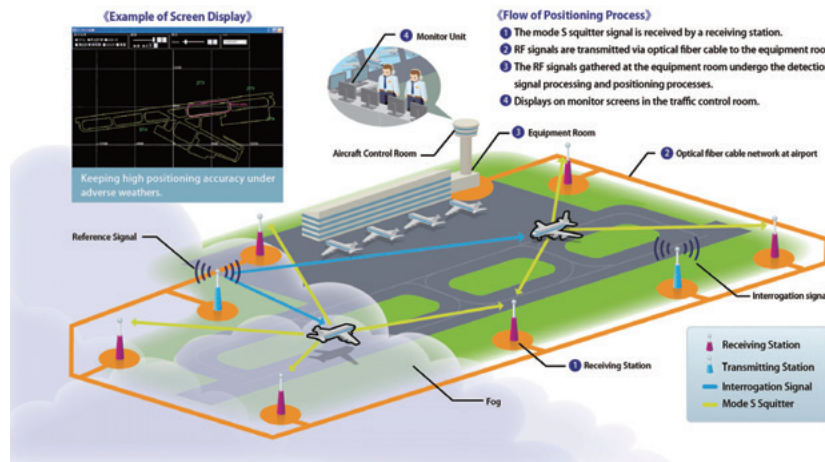 《Example of Screen Display》
Keeping high positioning accuracy under
adverse weathers.
《Flow of Positioning Process》
1 The mode S squitter signal is received by a receiving station.
2 RF signals are transmitted via optical fiber cable to the equipment
3 The RF signals gathered at the equipment room undergo the detection
signal processing and positioning processes.
4 Displays on monitor screens in the traffic control room.
4 Monitor Unit
Aircraft Control Room
3 Equipment Room
2 Optical fiber cable network at airport
Reference Signal
Interrogation signal
1 Receiving Station
Fog
Receiving Station
Transmitting Station
Interrogation Signal
Mode S Squitter